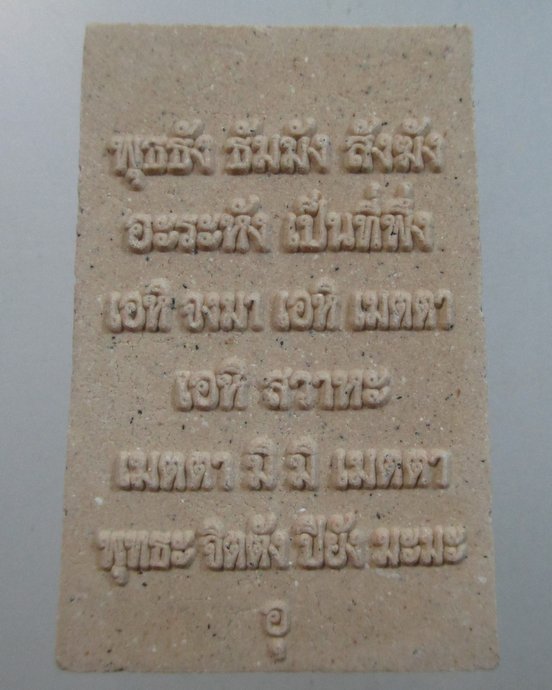 พุธธัง ธัมมัง สังฆัง
อะระหัง เป็นที่พึ่ง
เอหิ จงมา เอหิ เมตตา
เอหิ สวาหะ
เมตตา มิ มิ เมตตา
พุทธะ จิตตัง ปิยัง มะมะ
อุ